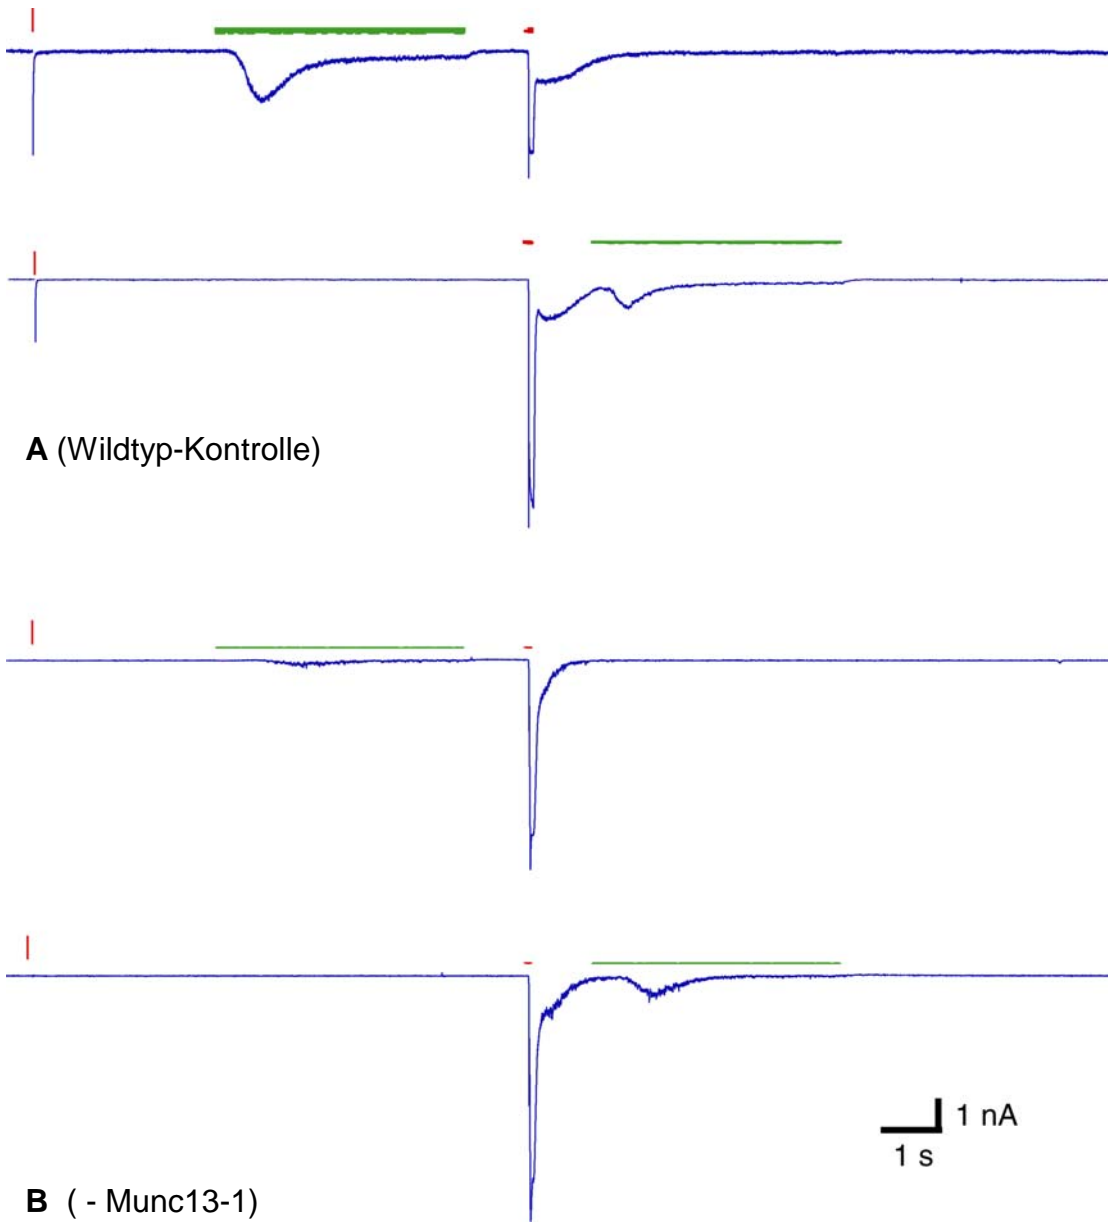 A (Wildtyp-Kontrolle)
1 nA
1 s
B ( - Munc13-1)